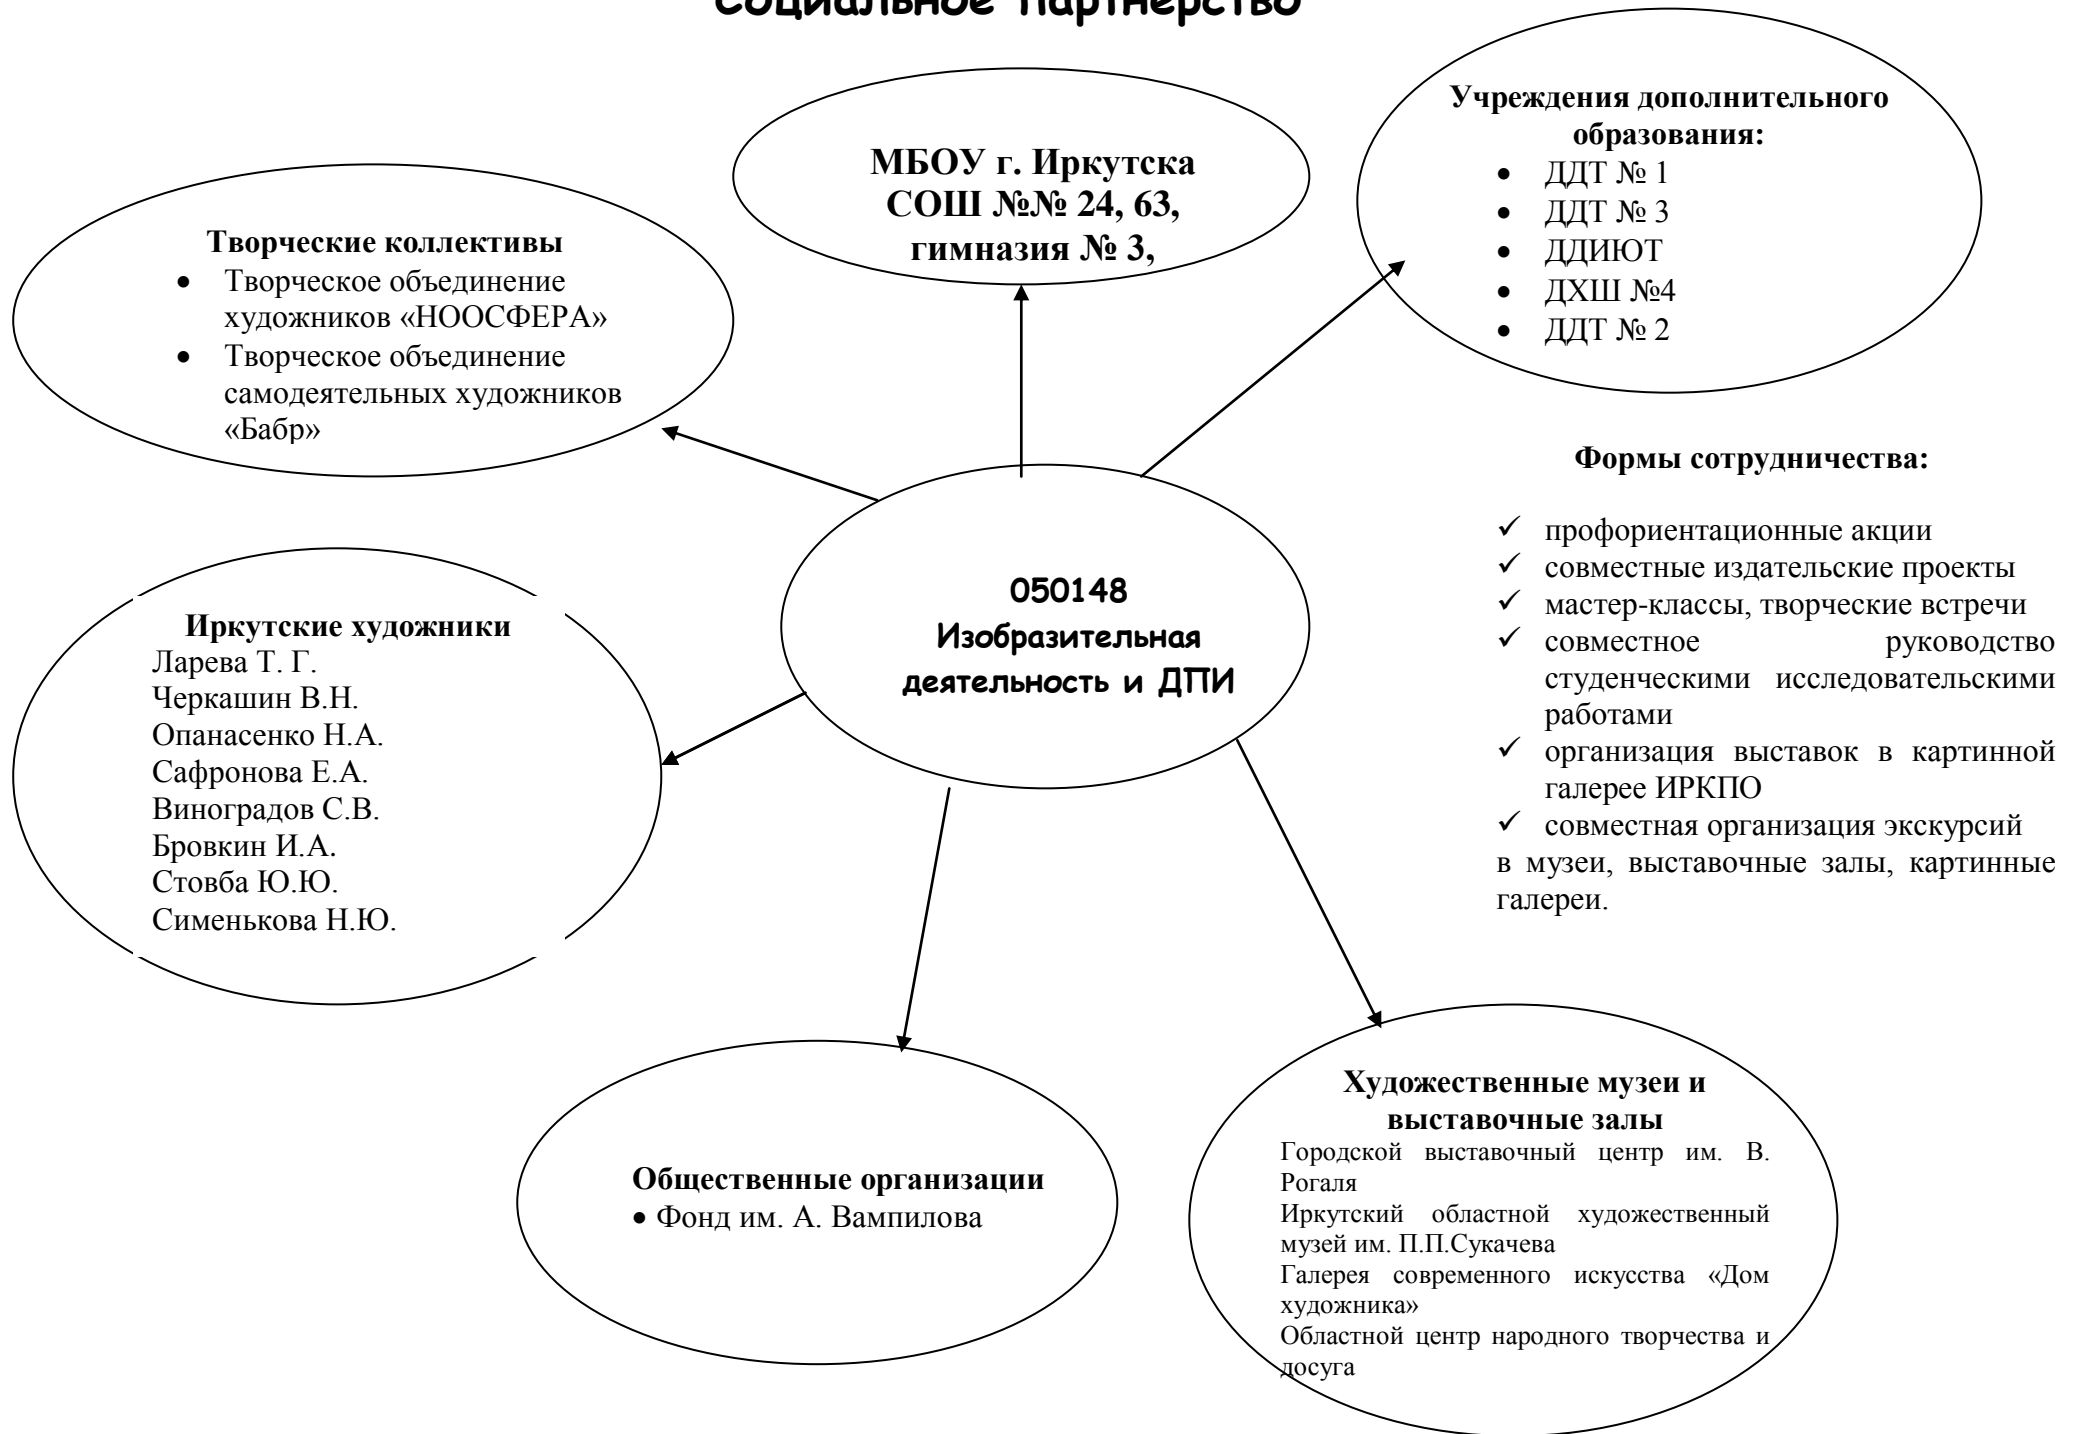 Социальное партнерство
МБОУ г. Иркутска
СОШ №№ 24, 63,
гимназия № 3,
Учреждения дополнительного
образования:
• ДДТ № 1
• ДДТ № 3
• ДДИЮТ
• ДХШ №4
• ДДТ № 2
Творческие коллективы
• Творческое объединение
художников «НООСФЕРА»
• Творческое объединение
самодеятельных художников
«Бабр»
Формы сотрудничества:
✓ профориентационные акции
✓ совместные издательские проекты
✓ мастер-классы, творческие встречи
✓ совместное руководство
студенческими исследовательскими
работами
✓ организация выставок в картинной
галерее ИРКПО
✓ совместная организация экскурсий
в музеи, выставочные залы, картинные
галереи.
050148
Изобразительная
деятельность и ДПИ
Иркутские художники
Ларева Т. Г.
Черкашин В.Н.
Опанасенко Н.А.
Сафронова Е.А.
Виноградов С.В.
Бровкин И.А.
Стовба Ю.Ю.
Сименькова Н.Ю.
Общественные организации
• Фонд им. А. Вампилова
Художественные музеи и
выставочные залы
Городской выставочный центр им. В.
Рогаля
Иркутский областной художественный
музей им. П.П.Сукачева
Галерея современного искусства «Дом
художника»
Областной центр народного творчества и
досуга